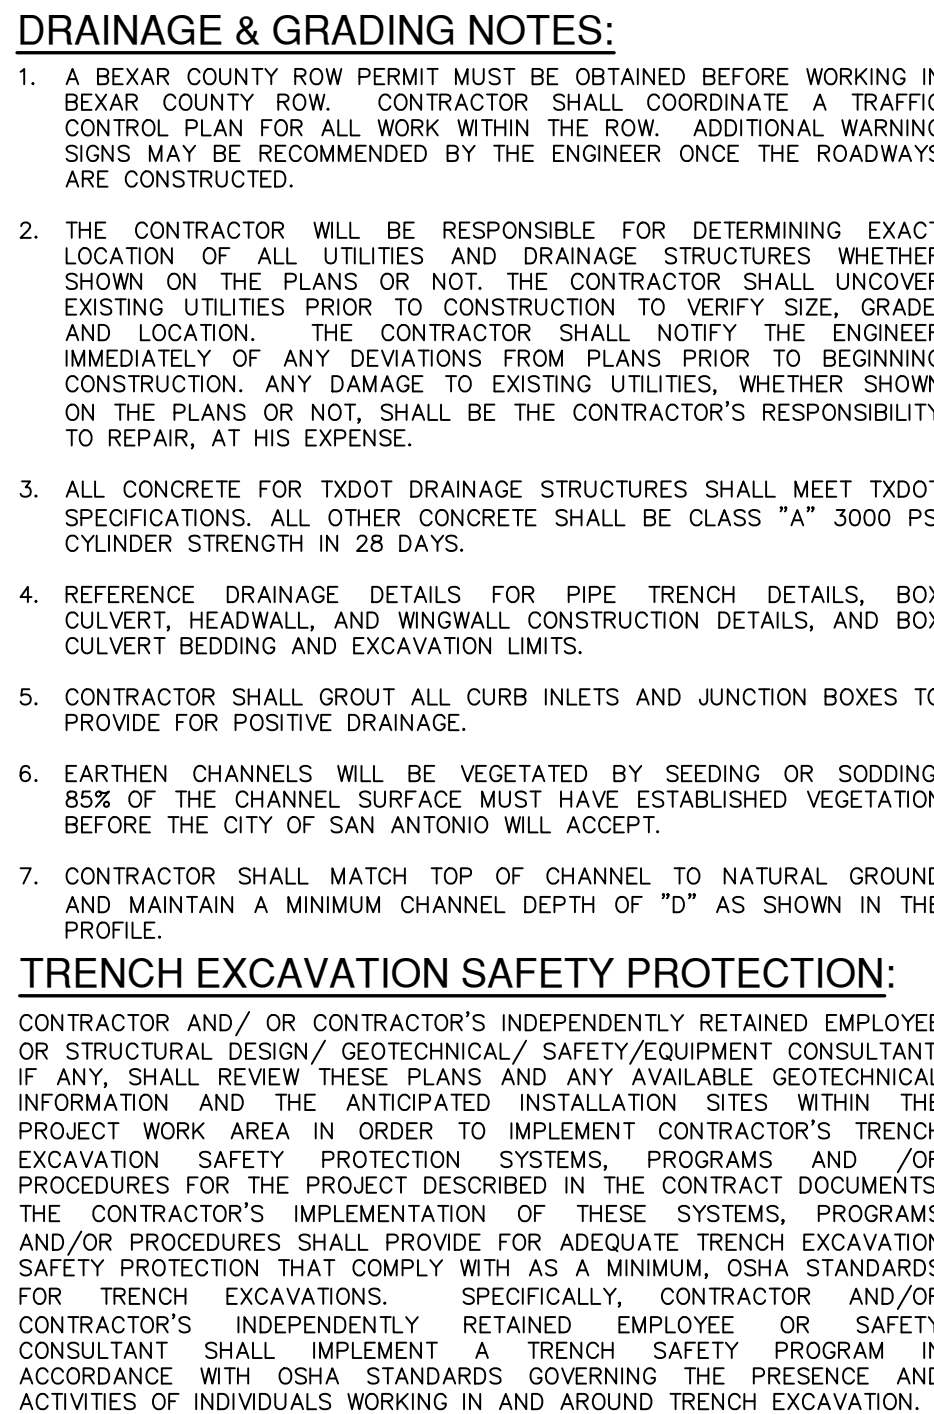 DRAINAGE & GRADING NOTES:
1. A BEXAR COUNTY ROW PERMIT MUST BE OBTAINED BEFORE WORKING IN
BEXAR COUNTY ROW. CONTRACTOR SHALL COORDINATE A TRAFFIC
CONTROL PLAN FOR ALL WORK WITHIN THE ROW. ADDITIONAL WARNING
SIGNS MAY BE RECOMMENDED BY THE ENGINEER ONCE THE ROADWAYS
ARE CONSTRUCTED.
2. THE CONTRACTOR WILL BE RESPONSIBLE FOR DETERMINING EXACT
LOCATION OF ALL UTILITIES AND DRAINAGE STRUCTURES WHETHER
SHOWN ON THE PLANS OR NOT. THE CONTRACTOR SHALL UNCOVER
EXISTING UTILITIES PRIOR TO CONSTRUCTION TO VERIFY SIZE, GRADE
AND LOCATION. THE CONTRACTOR SHALL NOTIFY THE ENGINEER
IMMEDIATELY OF ANY DEVIATIONS FROM PLANS PRIOR TO BEGINNING
CONSTRUCTION. ANY DAMAGE TO EXISTING UTILITIES, WHETHER SHOWN
ON THE PLANS OR NOT, SHALL BE THE CONTRACTOR'S RESPONSIBILITY
TO REPAIR, AT HIS EXPENSE.
3. ALL CONCRETE FOR TXDOT DRAINAGE STRUCTURES SHALL MEET TXDOT
SPECIFICATIONS. ALL OTHER CONCRETE SHALL BE CLASS "A" 3000 PS
CYLINDER STRENGTH IN 28 DAYS.
4. REFERENCE DRAINAGE DETAILS FOR PIPE TRENCH DETAILS, BOX
CULVERT, HEADWALL, AND WINGWALL CONSTRUCTION DETAILS, AND BOX
CULVERT BEDDING AND EXCAVATION LIMITS.
5. CONTRACTOR SHALL GROUT ALL CURB INLETS AND JUNCTION BOXES TO
PROVIDE FOR POSITIVE DRAINAGE.
6. EARTHEN CHANNELS WILL BE VEGETATED BY SEEDING OR SODDING.
85% OF THE CHANNEL SURFACE MUST HAVE ESTABLISHED VEGETATION
BEFORE THE CITY OF SAN ANTONIO WILL ACCEPT.
7. CONTRACTOR SHALL MATCH TOP OF CHANNEL TO NATURAL GROUND
AND MAINTAIN A MINIMUM CHANNEL DEPTH OF "D" AS SHOWN IN THE
PROFILE.
TRENCH EXCAVATION SAFETY PROTECTION:
CONTRACTOR AND/ OR CONTRACTOR'S INDEPENDENTLY RETAINED EMPLOYEE
OR STRUCTURAL DESIGN/ GEOTECHNICAL/ SAFETY/EQUIPMENT CONSULTANT
IF ANY, SHALL REVIEW THESE PLANS AND ANY AVAILABLE GEOTECHNICAL
INFORMATION AND THE ANTICIPATED INSTALLATION SITES WITHIN THE
PROJECT WORK AREA IN ORDER TO IMPLEMENT CONTRACTOR'S TRENCH
EXCAVATION SAFETY PROTECTION SYSTEMS, PROGRAMS AND /OR
PROCEDURES FOR THE PROJECT DESCRIBED IN THE CONTRACT DOCUMENTS.
THE CONTRACTOR'S IMPLEMENTATION OF THESE SYSTEMS, PROGRAMS
AND/OR PROCEDURES SHALL PROVIDE FOR ADEQUATE TRENCH EXCAVATION
SAFETY PROTECTION THAT COMPLY WITH AS A MINIMUM, OSHA STANDARDS
FOR TRENCH EXCAVATIONS. SPECIFICALLY, CONTRACTOR AND/OR
CONTRACTOR'S INDEPENDENTLY RETAINED EMPLOYEE OR SAFETY
CONSULTANT SHALL IMPLEMENT A TRENCH SAFETY PROGRAM IN
ACCORDANCE WITH OSHA STANDARDS GOVERNING THE PRESENCE AND
ACTIVITIES OF INDIVIDUALS WORKING IN AND AROUND TRENCH EXCAVATION.